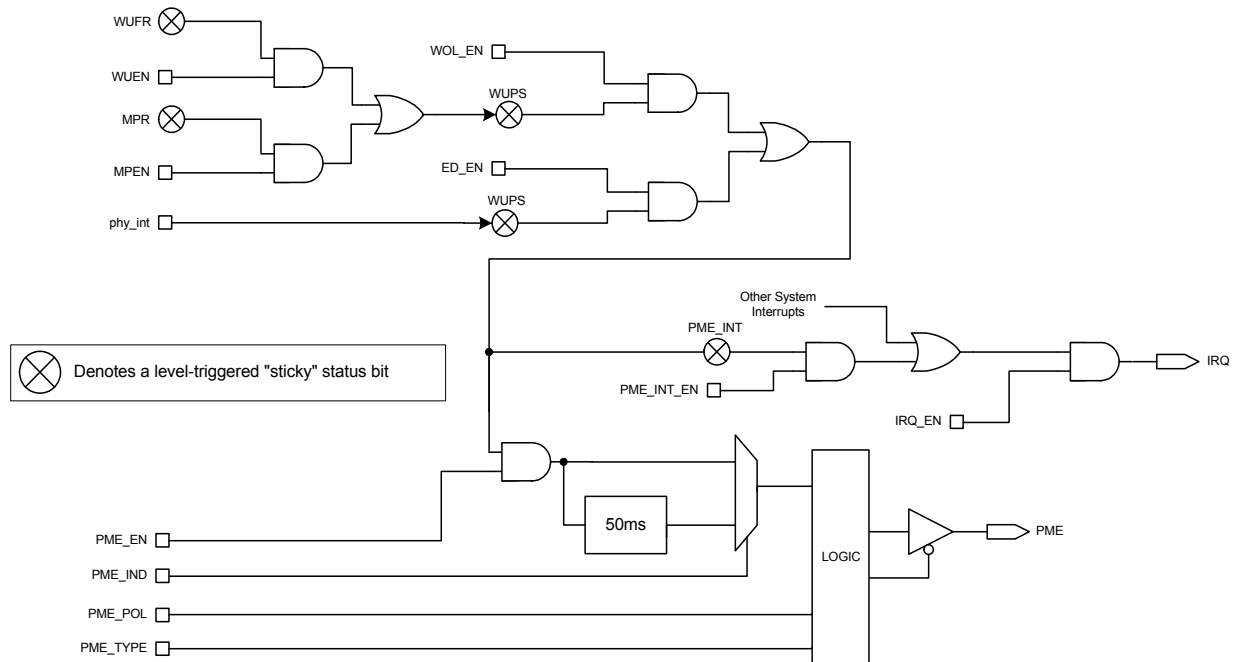 WUFR
WOL_EN
WUEN
WUPS
MPR
MPEN
ED_EN
WUPS
phy_int
Other System
Interrupts
PME_INT
Denotes a level-triggered "sticky" status bit
IRQ
PME_INT_EN
IRQ_EN
50ms
PME_EN
PME
LOGIC
PME_IND
PME_POL
PME_TYPE